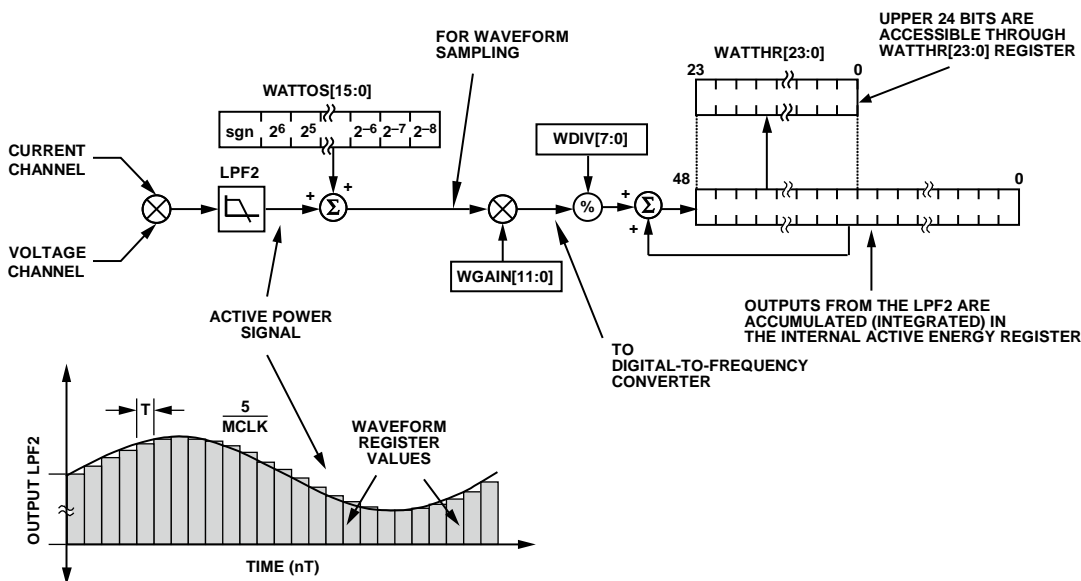 UPPER 24 BITS ARE
ACCESSIBLE THROUGH
WATTHR[23:0] REGISTER
FOR WAVEFORM
SAMPLING
WATTHR[23:0]
23
0
WATTOS[15:0]
sgn 2⁶ 2⁵ 2⁻⁶ 2⁻⁷ 2⁻⁸
WDIV[7:0]
CURRENT
CHANNEL
LPF2
+
+
Σ
%
+
Σ
+
48
0
VOLTAGE
CHANNEL
WGAIN[11:0]
ACTIVE POWER
SIGNAL
OUTPUTS FROM THE LPF2 ARE
ACCUMULATED (INTEGRATED) IN
THE INTERNAL ACTIVE ENERGY REGISTER
TO
DIGITAL-TO-FREQUENCY
CONVERTER
T
5
MCLK
WAVEFORM
REGISTER
VALUES
OUTPUT LPF2
TIME (nT)